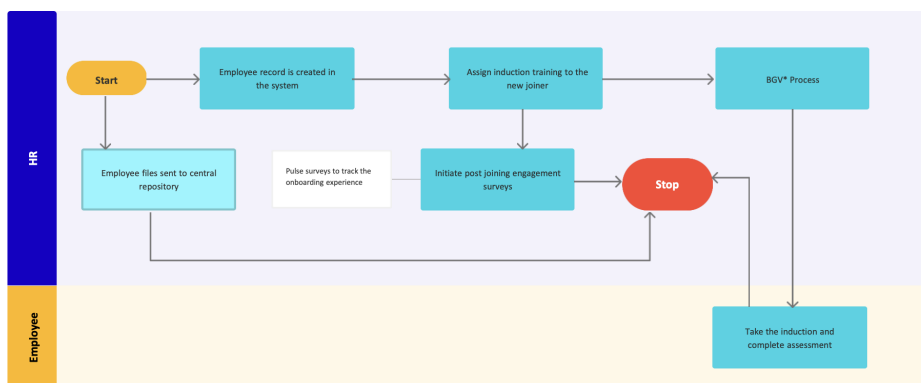 HR
Start
Employee record is created in
the system
Assign induction training to the
new joiner
BGV* Process
Employee files sent to central
repository
Pulse surveys to track the
onboarding experience
Initiate post joining engagement
surveys
Stop
Employee
Take the induction and
complete assessment